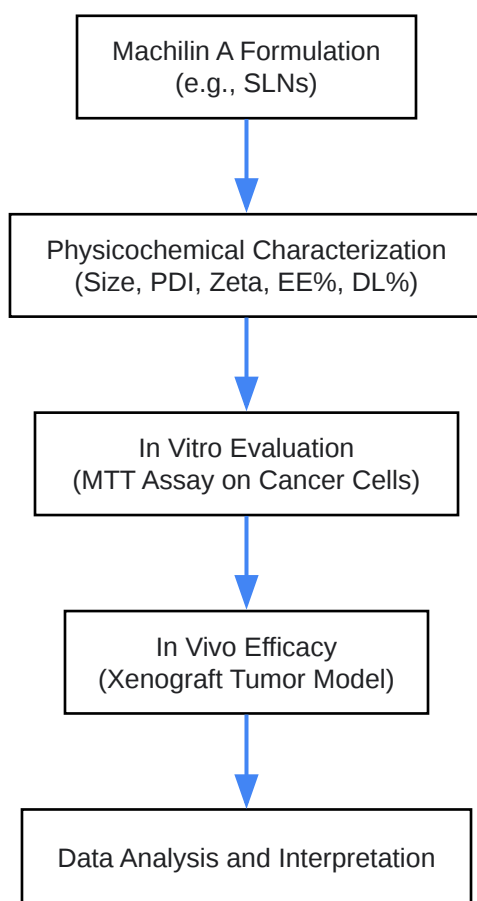 Machilin A Formulation
(e.g., SLNs)
Physicochemical Characterization
(Size, PDI, Zeta, EE%, DL%)
In Vitro Evaluation
(MTT Assay on Cancer Cells)
In Vivo Efficacy
(Xenograft Tumor Model)
Data Analysis and Interpretation